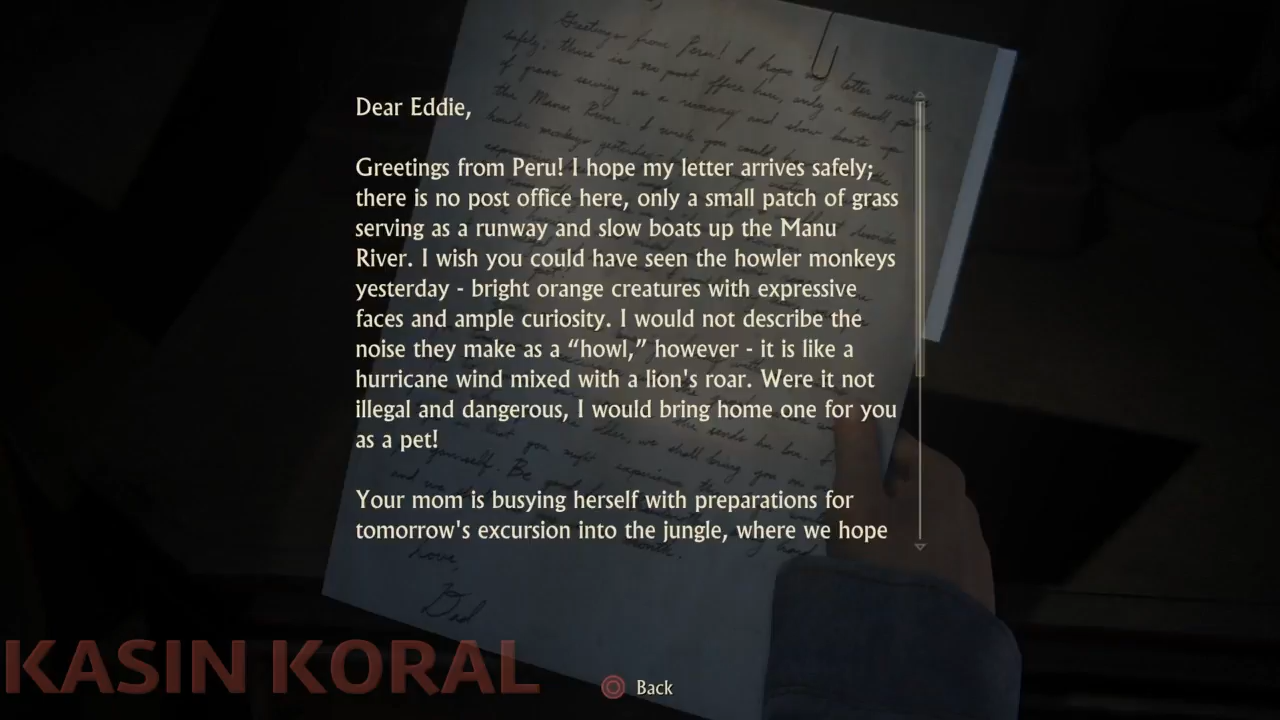 Dear Eddie,
Greetings from Peru! I hope my letter arrives safely;
there is no post office here, only a small patch of grass
serving as a runway and slow boats up the Manu
River. I wish you could have seen the howler monkeys
yesterday - bright orange creatures with expressive
faces and ample curiosity. I would not describe the
noise they make as a “howl,” however - it is like a
hurricane wind mixed with a lion's roar. Were it not
illegal and dangerous, I would bring home one for you
as a pet!
Your mom is busying herself with preparations for
tomorrow's excursion into the jungle, where we hope
Love,
Dad
KASIN KORAL
Back